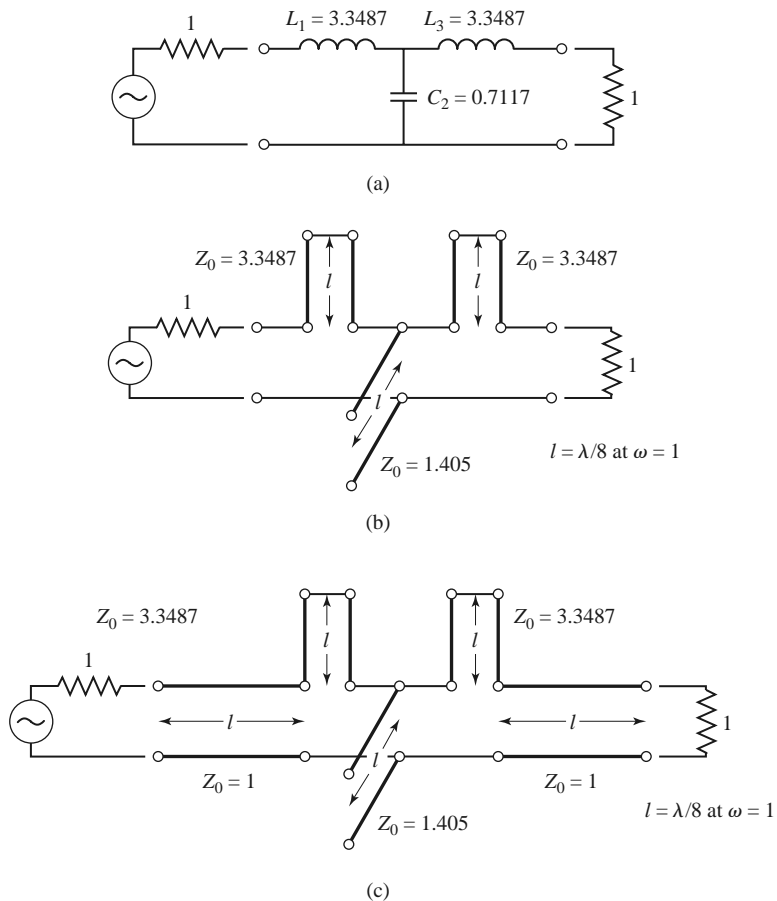 1
L₁ = 3.3487
L₃ = 3.3487
C₂ = 0.7117
1
(a)
Z₀ = 3.3487
l
l
Z₀ = 3.3487
1
1
l
Z₀ = 1.405
l = λ/8 at ω = 1
(b)
Z₀ = 3.3487
l
l
Z₀ = 3.3487
1
l
l
l
1
Z₀ = 1
Z₀ = 1
Z₀ = 1.405
l = λ/8 at ω = 1
(c)